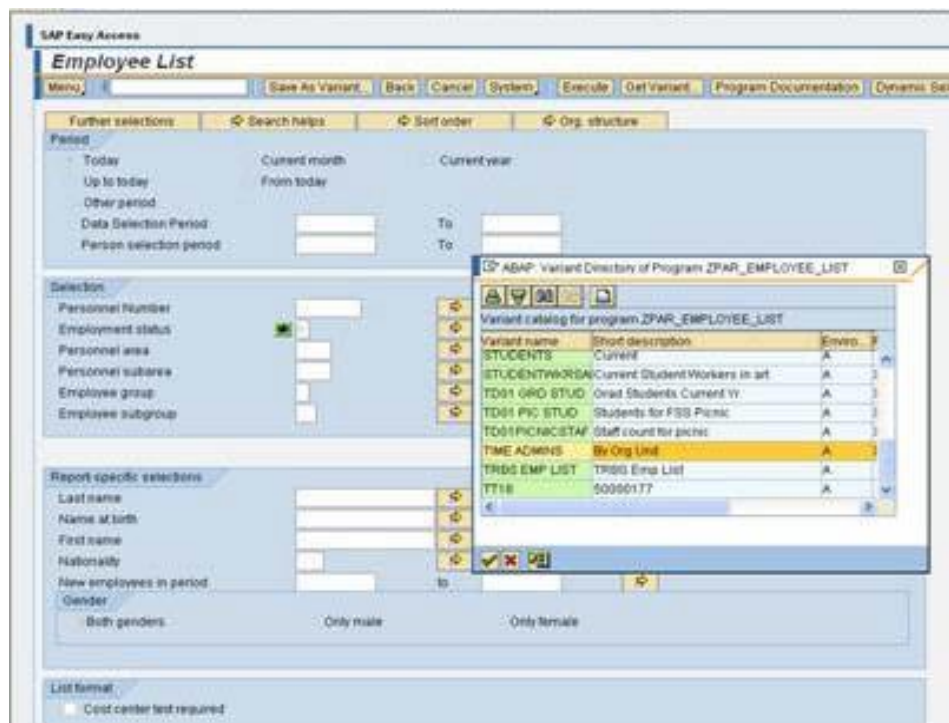 SAP Easy Access
Employee List
Menu Save As Variant... Back Cancel System Execute Get Variant... Program Documentation Dynamic Sel
Further selections Search helps Sort order Org. structure
Period
Today Current month Current year
Up to today From today
Other period
Data Selection Period To
Person selection period To
Selection
Personnel Number
Employment status
Personnel area
Personnel subarea
Employee group
Employee subgroup
Report-specific selections
Last name
Name at birth
First name
Nationality
New employees in period to
Gender
Both genders Only male Only female
List format
Cost center text required
ABAP: Variant Directory of Program ZPAR_EMPLOYEE_LIST
Variant catalog for program ZPAR_EMPLOYEE_LIST
Variant name Short description Enviro...
STUDENTS Current A
Current Student Workers in art A
TD01 GRD STUD Grad Students Current Yr A
TD01 PIC STUD Students for FSS Picnic A
TD01PICNICSTAF Staff count for picnic A
TIME ADMINS By Org Unit A
TRBG EMP LIST TRBG Emp List A
TT18 50000177 A